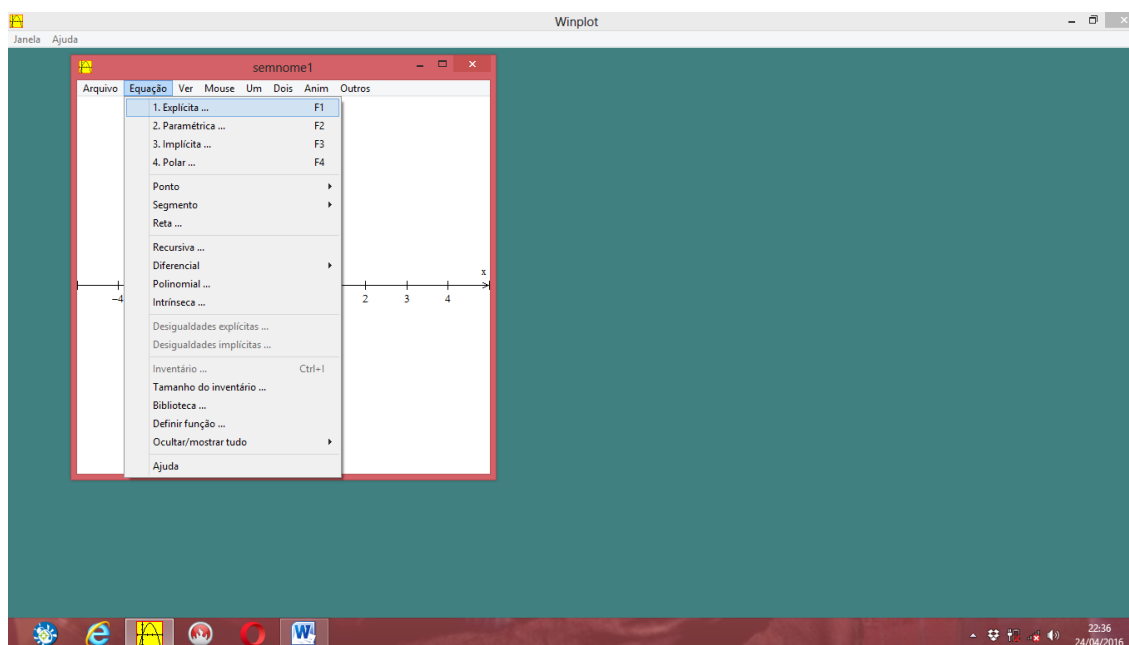 Winplot
Janela Ajuda
semnome1
Arquivo Equação Ver Mouse Um Dois Anim Outros
1. Explícita ... F1
2. Paramétrica ... F2
3. Implícita ... F3
4. Polar ... F4
Ponto
Segmento
Reta ...
Recursiva ...
Diferencial
Polinomial ...
Intrínseca ...
Desigualdades explícitas ...
Desigualdades implícitas ...
Inventário ... Ctrl+I
Tamanho do inventário ...
Biblioteca ...
Definir função ...
Ocultar/mostrar tudo
Ajuda
x
-4 2 3 4
22:36
24/04/2016